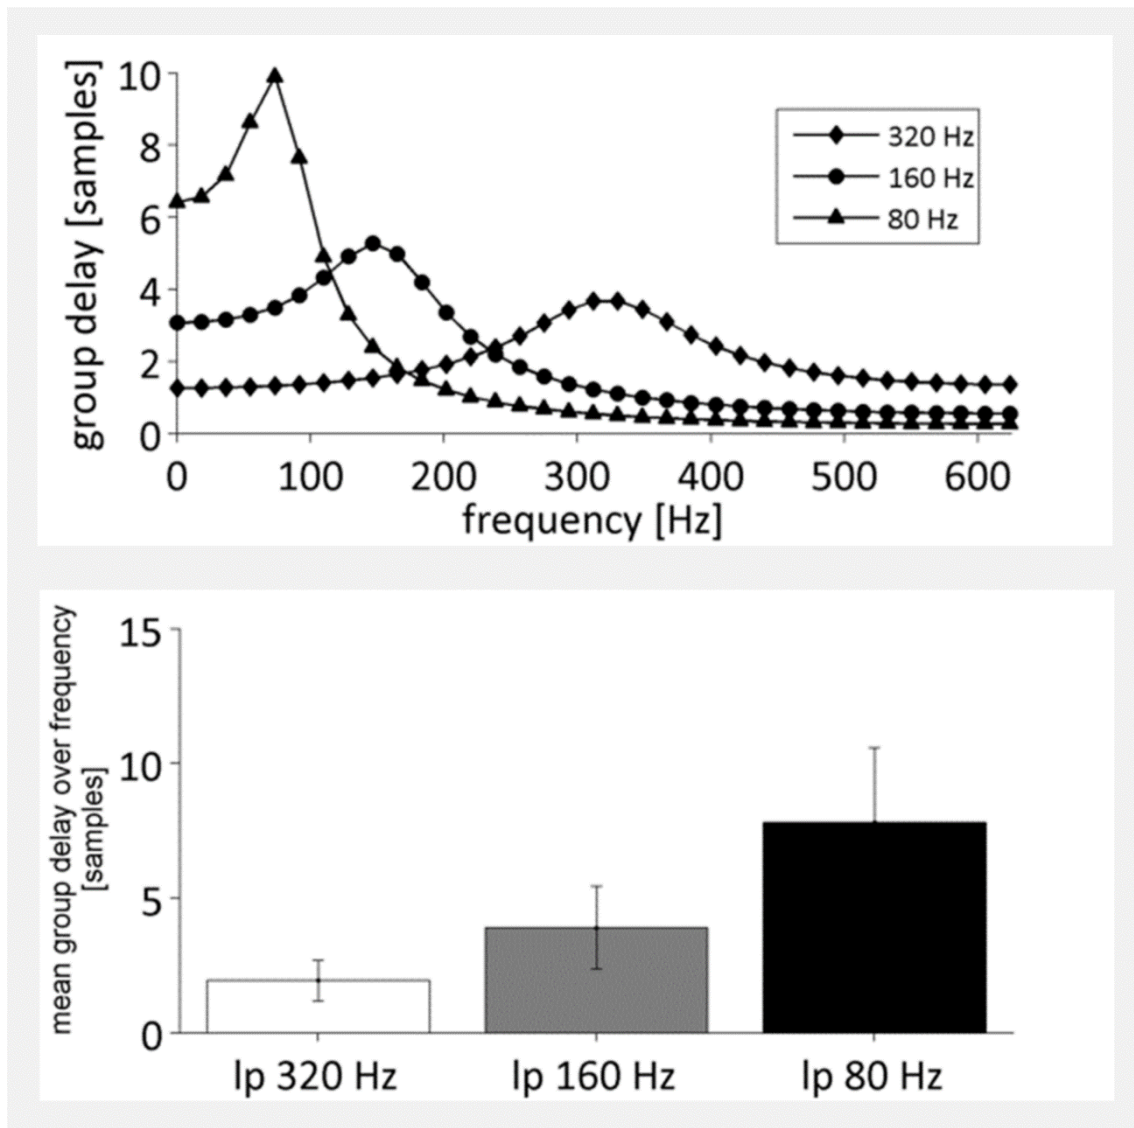 group delay [samples]
10
8
6
4
2
0
320 Hz
160 Hz
80 Hz
0 100 200 300 400 500 600
frequency [Hz]
mean group delay over frequency
[samples]
15
10
5
0
lp 320 Hz lp 160 Hz lp 80 Hz